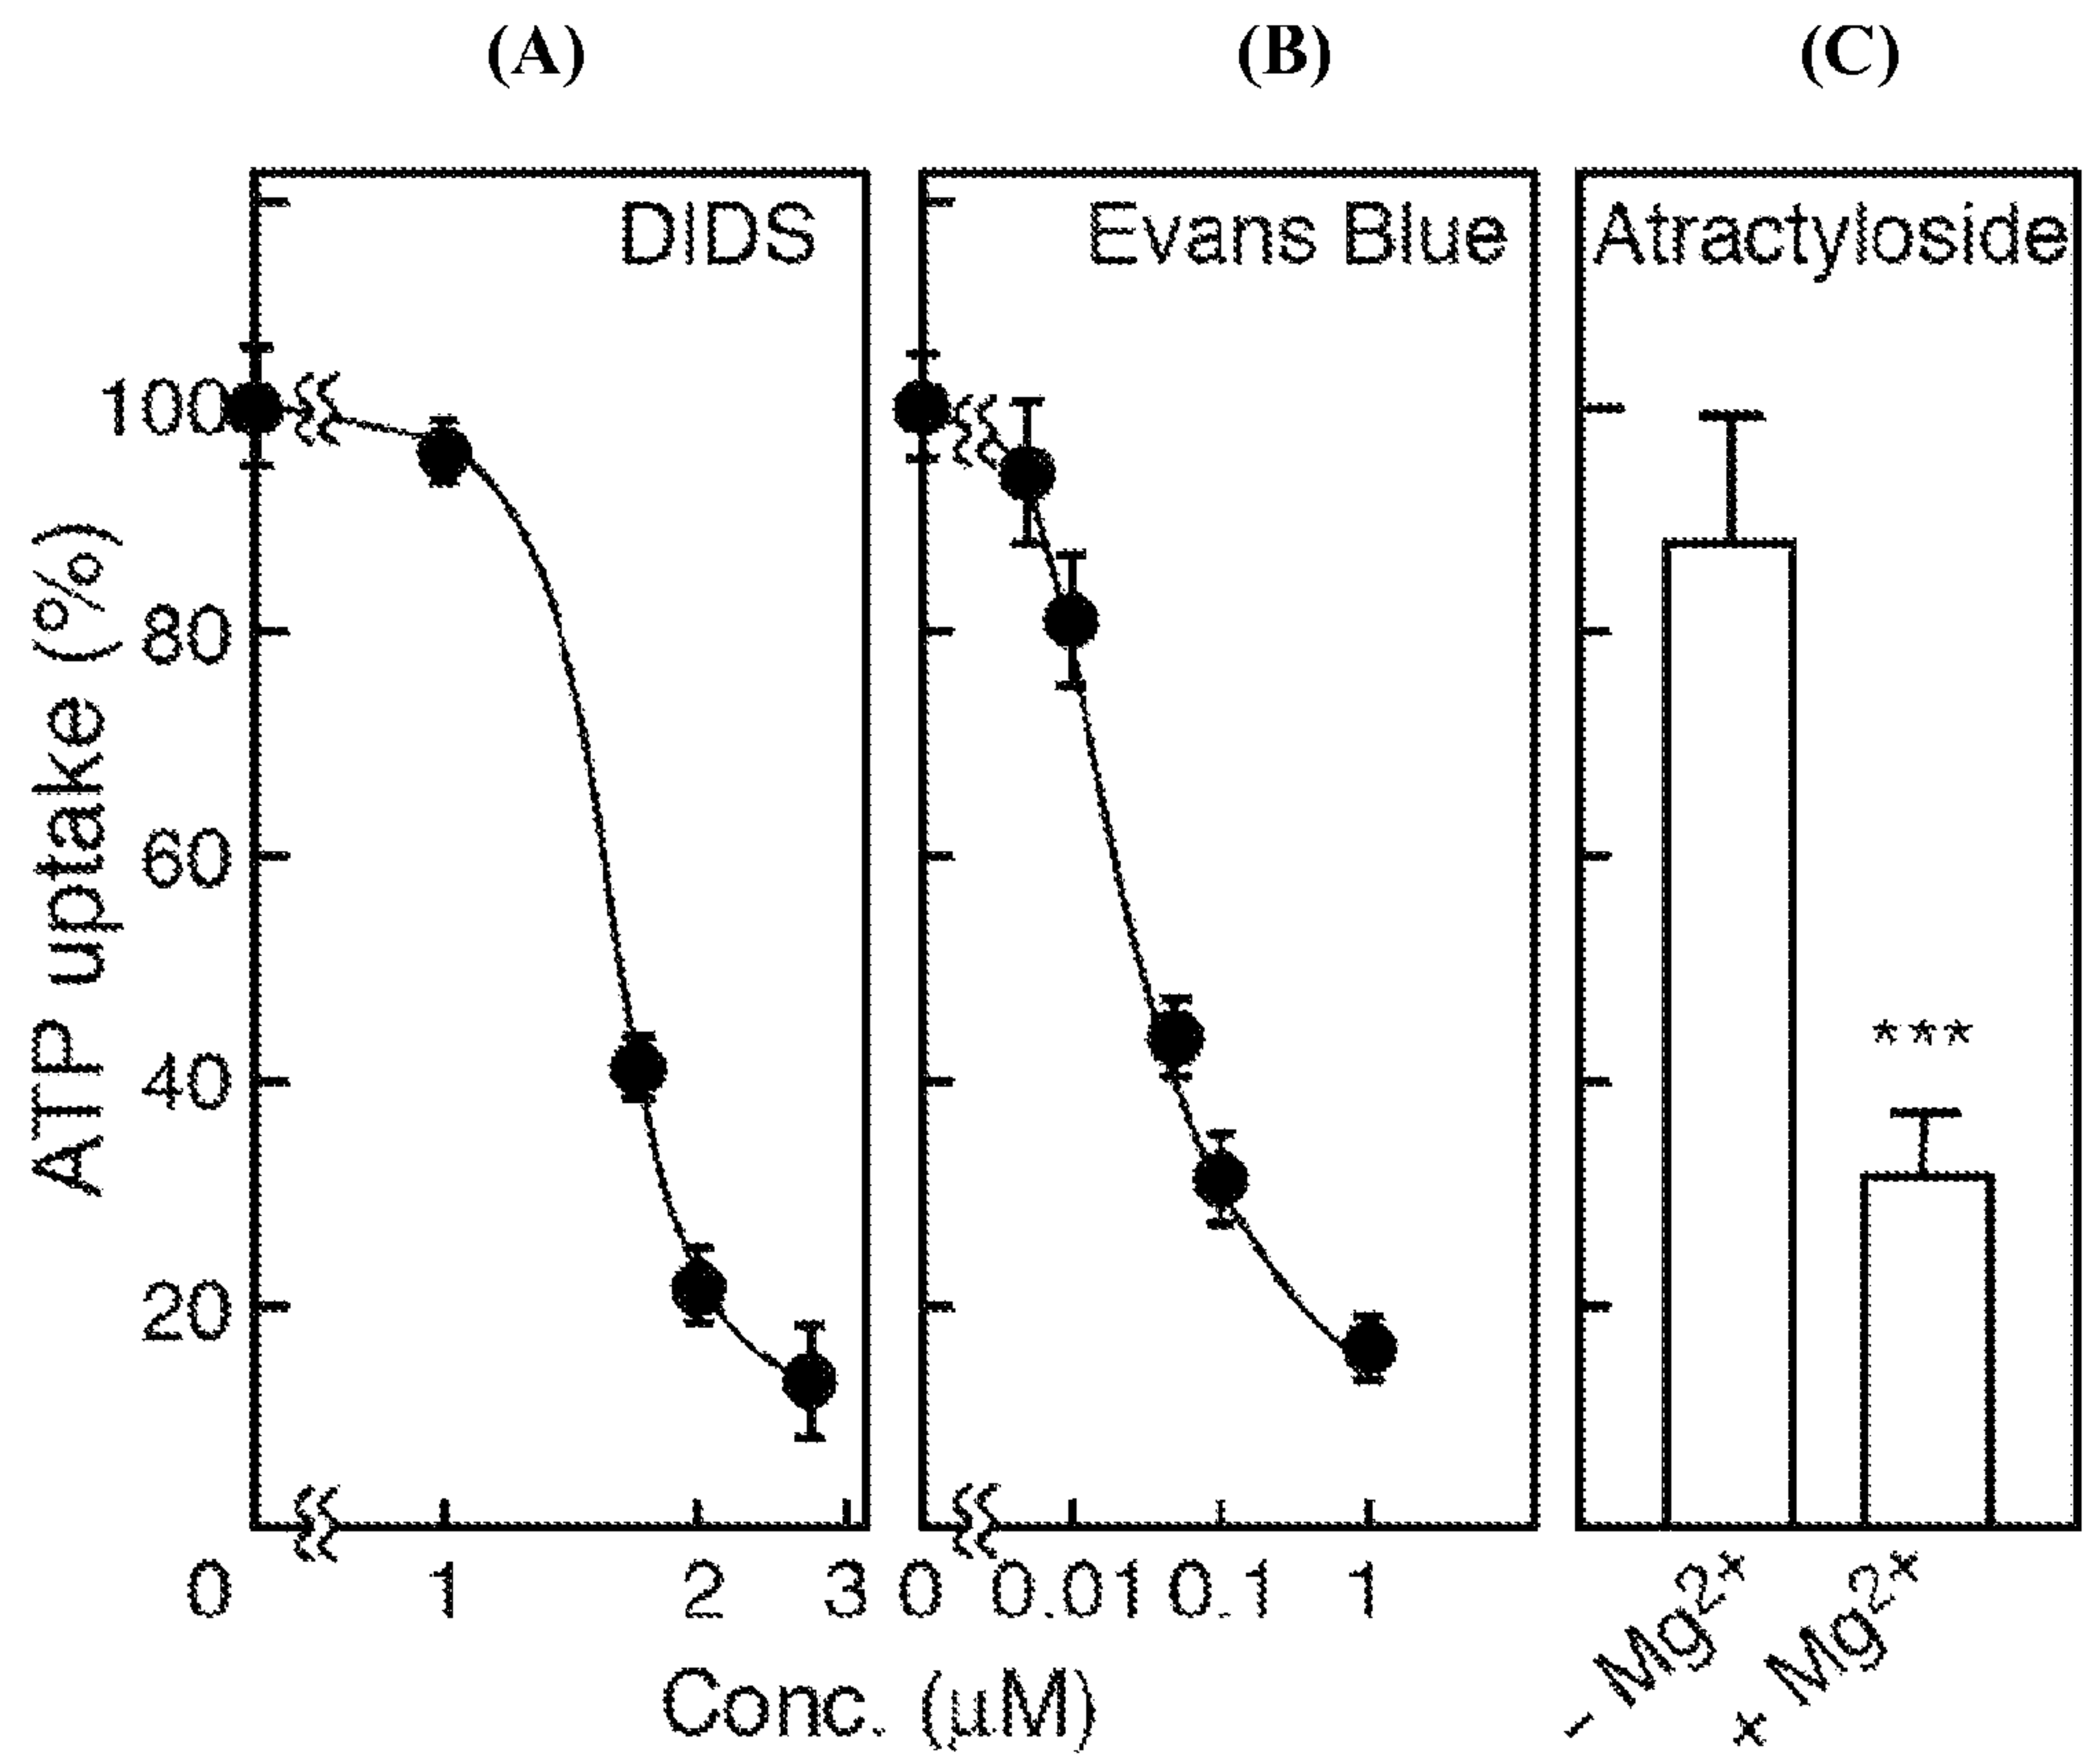 (A) (B) (C)
DIDS Evans Blue Atractyloside
ATP uptake (%)
100
80
60
40
20
***
0 1 2 3 0 0.01 0.1 1
- Mg2+
+ Mg2+
Conc. (µM)